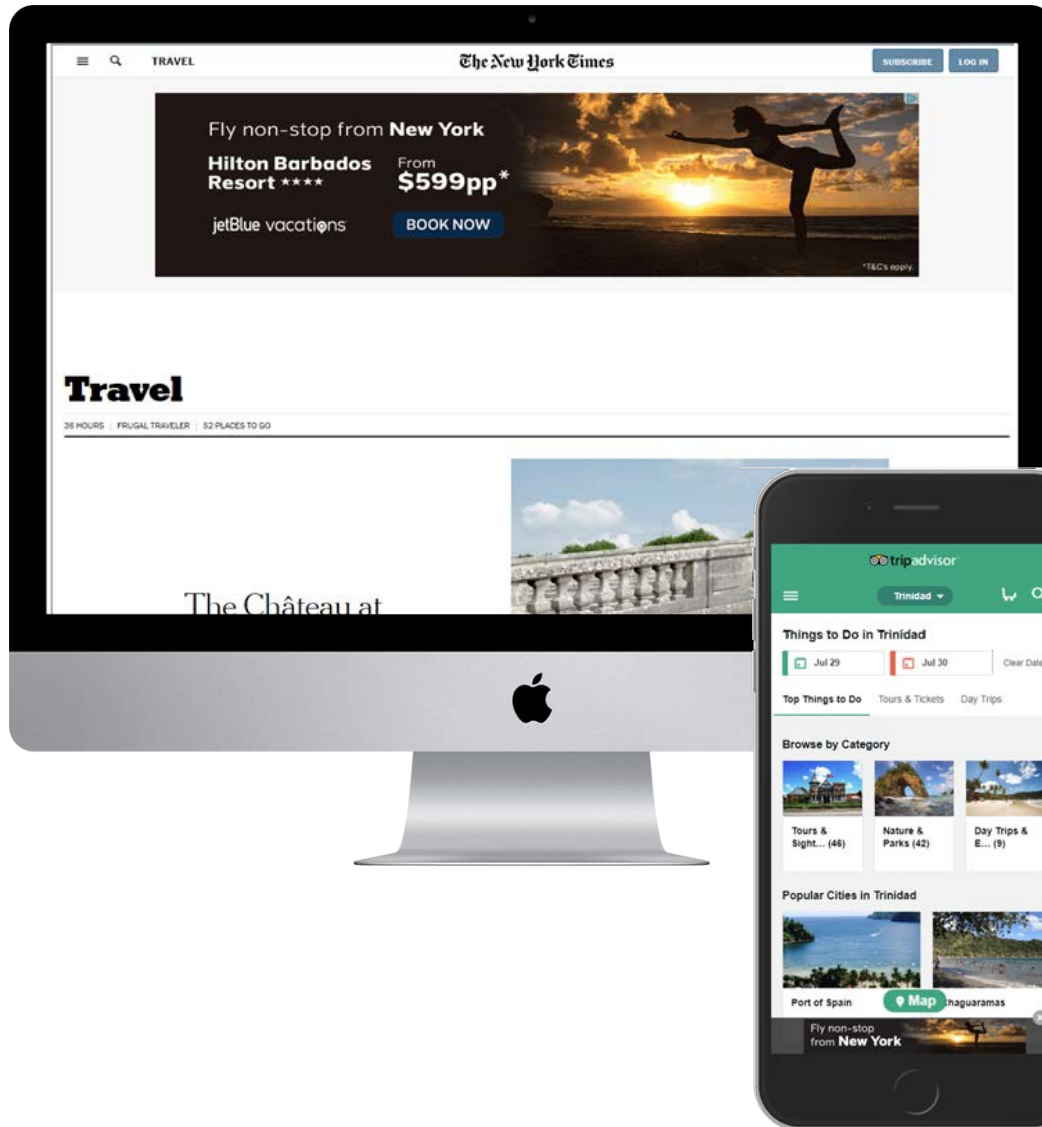 TRAVEL
The New York Times
SUBSCRIBE
LOG IN
Fly non-stop from New York
Hilton Barbados
Resort ★★★★
From
$599pp*
jetBlue vacations
BOOK NOW
*T&C's apply.
Travel
36 HOURS
FRUGAL TRAVELER
52 PLACES TO GO
The Château at
tripadvisor
Trinidad
Things to Do in Trinidad
Jul 29
Jul 30
Clear Date
Top Things to Do
Tours & Tickets
Day Trips
Browse by Category
Tours &
Sight... (46)
Nature &
Parks (42)
Day Trips &
E... (9)
Popular Cities in Trinidad
Port of Spain
Map
haguaramas
Fly non-stop
from New York